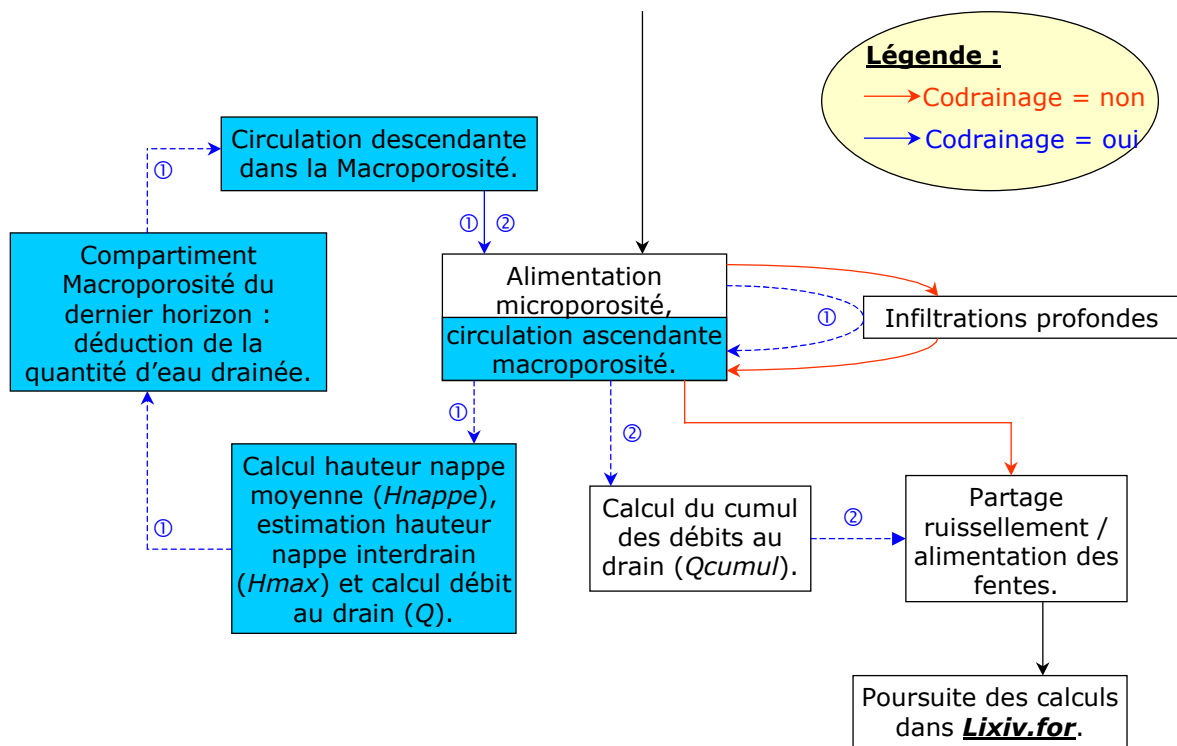 Légende :
Codrainage = non
Codrainage = oui
Circulation descendante
dans la Macroporosité.
①
① ②
Compartiment
Macroporosité du
dernier horizon :
déduction de la
quantité d'eau drainée.
Alimentation
microporosité,
circulation ascendante
macroporosité.
①
Infiltrations profondes
①
②
①
Calcul hauteur nappe
moyenne (Hnappe),
estimation hauteur
nappe interdrain
(Hmax) et calcul débit
au drain (Q).
Calcul du cumul
des débits au
drain (Qcumul).
②
Partage
ruissellement /
alimentation des
fentes.
Poursuite des calculs
dans Lixiv.for.